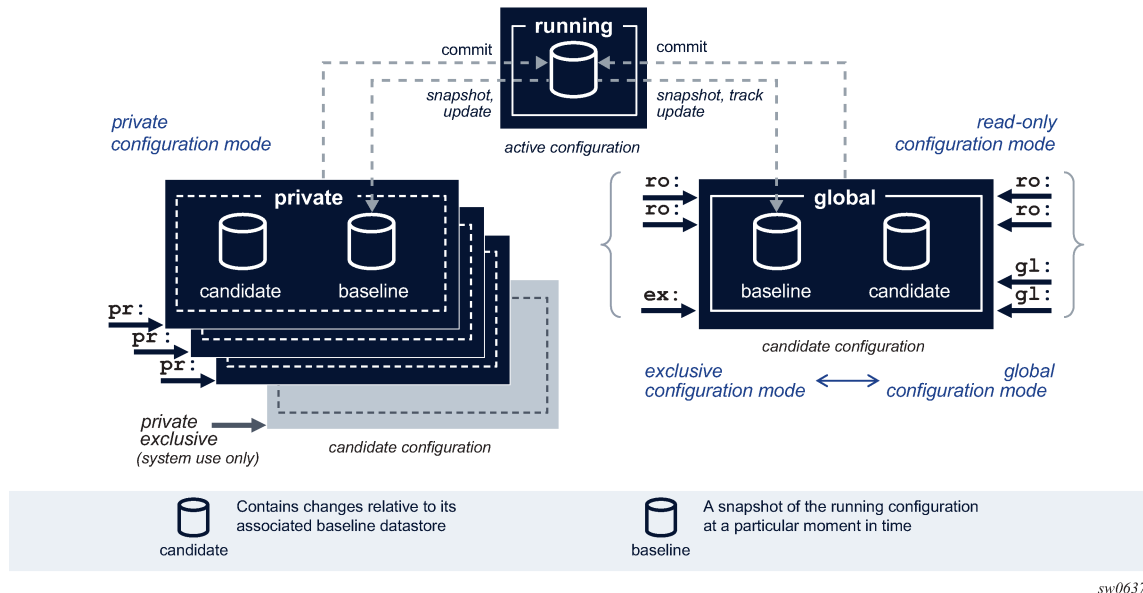 running
commit
commit
snapshot,
update
snapshot, track
update
active configuration
private
configuration mode
read-only
configuration mode
private
candidate
baseline
pr:
pr:
pr:
private
exclusive
(system use only)
candidate configuration
ro:
ro:
ex:
global
baseline
candidate
ro:
ro:
gl:
gl:
candidate configuration
exclusive
configuration mode
global
configuration mode
candidate
Contains changes relative to its
associated baseline datastore
baseline
A snapshot of the running configuration
at a particular moment in time
sw0637